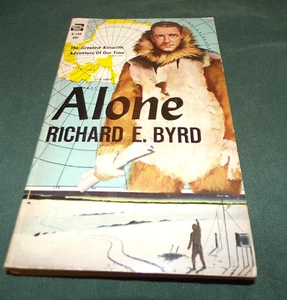 The Greatest Antarctic
Adventure Of Our Time
Alone
RICHARD E. BYRD